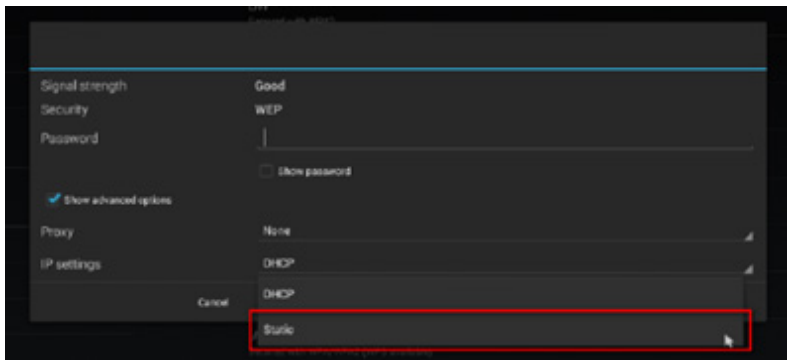 Signal strength Good
Security WEP
Password
Show password
Show advanced options
Proxy None
IP settings DHCP
DHCP
Cancel
Static